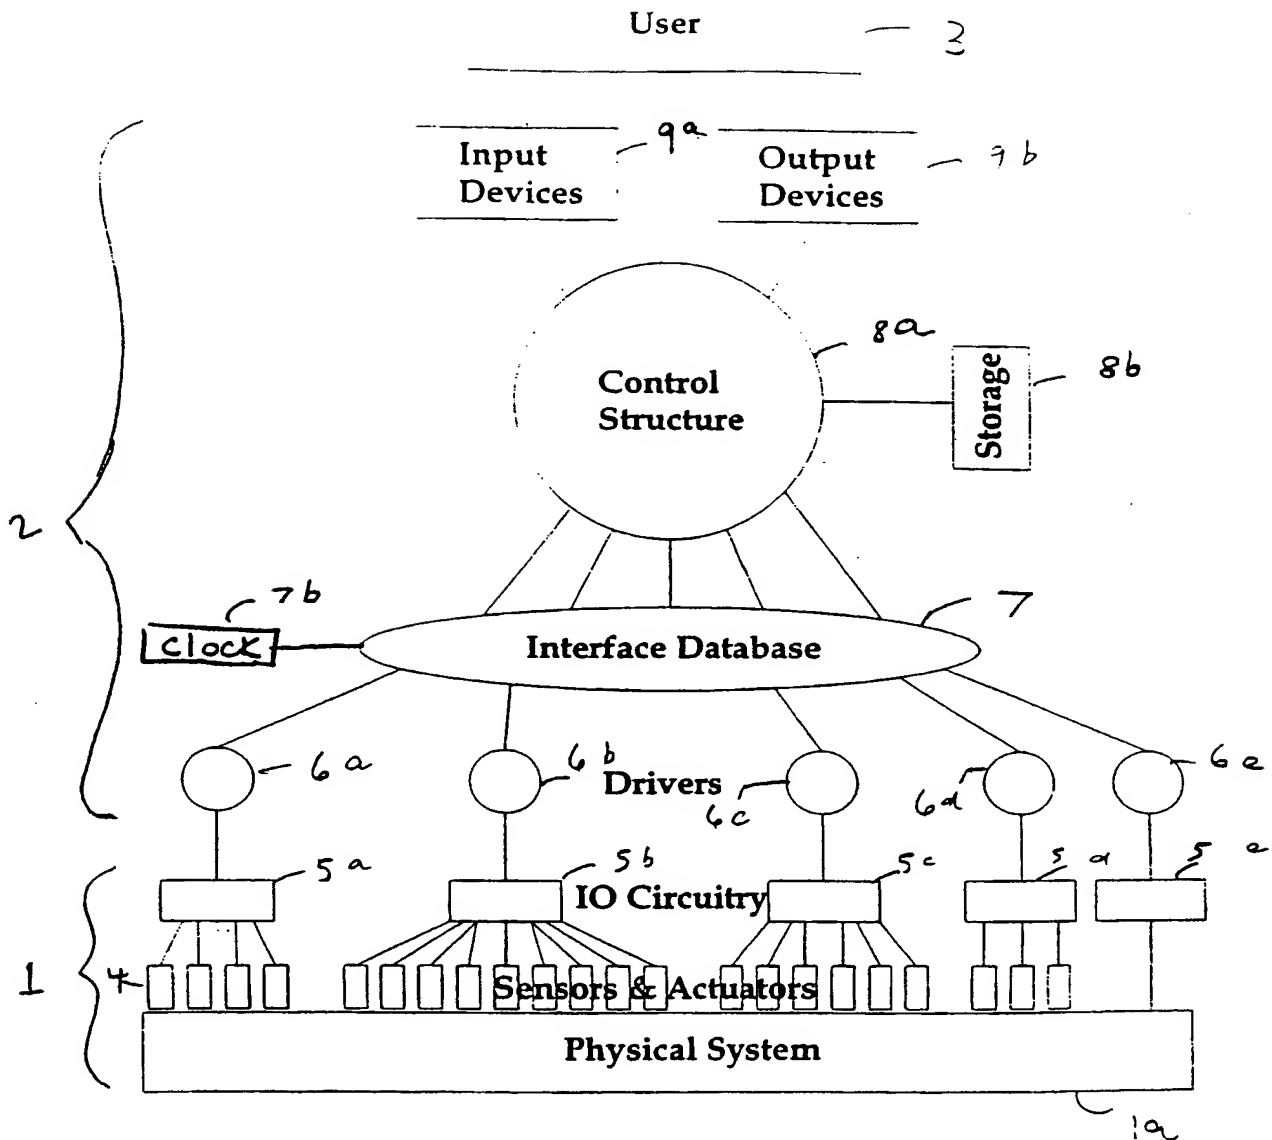 User 3
9a 9b
Input Output
Devices Devices
8a
Control
Structure
Storage
8b
2
7b 7
clock
Interface Database
6a 6b 6c 6d 6e
Drivers
5a 5b 5c 5d 5e
IO Circuitry
1 4
Sensors & Actuators
Physical System
1a